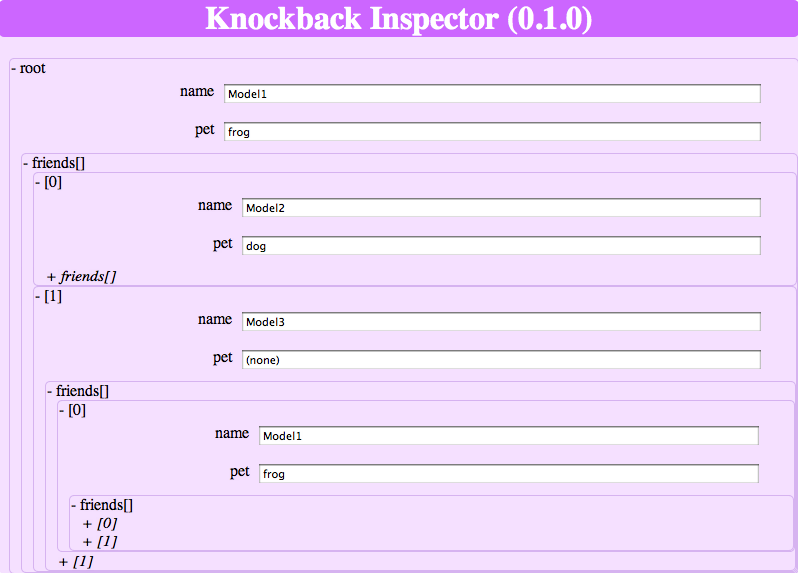 Knockback Inspector (0.1.0)
- root
name Model1
pet frog
- friends[]
- [0]
name Model2
pet dog
+ friends[]
- [1]
name Model3
pet (none)
- friends[]
- [0]
name Model1
pet frog
- friends[]
+ [0]
+ [1]
+ [1]